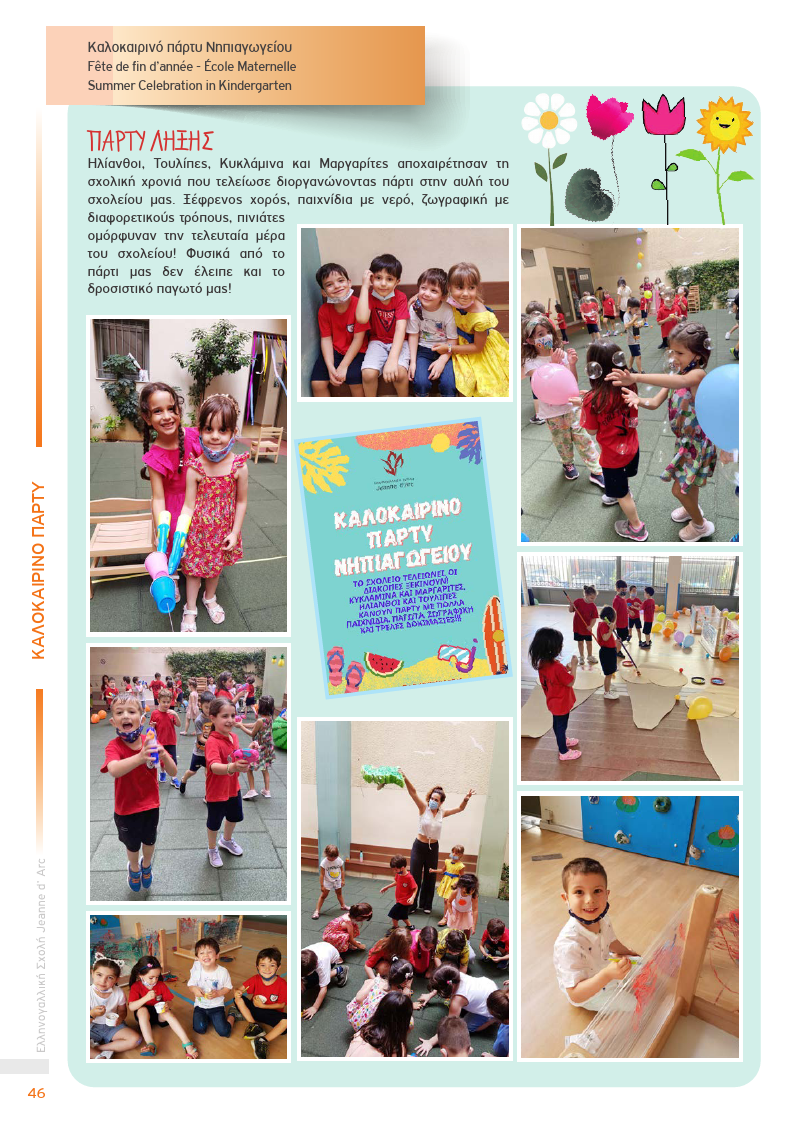 Καλοκαιρινό πάρτυ Νηπιαγωγείου
Fête de fin d'année - École Maternelle
Summer Celebration in Kindergarten
ΠΑΡΤΥ ΛΗΞΗΣ
Ηλίανθοι, Τουλίπες, Κυκλάμινα και Μαργαρίτες αποχαιρέτησαν τη
σχολική χρονιά που τελείωσε διοργανώνοντας πάρτι στην αυλή του
σχολείου μας. Ξέφρενος χορός, παιχνίδια με νερό, ζωγραφική με
διαφορετικούς τρόπους, πινιάτες
ομόρφυναν την τελευταία μέρα
του σχολείου! Φυσικά από το
πάρτι μας δεν έλειπε και το
δροσιστικό παγωτό μας!
Jeanne d'Arc
ΚΑΛΟΚΑΙΡΙΝΟ
ΠΑΡΤΥ
ΝΗΠΙΑΓΩΓΕΙΟΥ
ΤΟ ΣΧΟΛΕΙΟ ΤΕΛΕΙΩΝΕΙ, ΟΙ
ΔΙΑΚΟΠΕΣ ΞΕΚΙΝΟΥΝ!
ΚΥΚΛΑΜΙΝΑ ΚΑΙ ΜΑΡΓΑΡΙΤΕΣ,
ΗΛΙΑΝΘΟΙ ΚΑΙ ΤΟΥΛΙΠΕΣ
ΚΑΝΟΥΝ ΠΑΡΤΥ ΜΕ ΠΟΛΛΑ
ΠΑΙΧΝΙΔΙΑ, ΠΑΓΩΤΑ, ΖΩΓΡΑΦΙΚΗ
ΚΑΙ ΤΡΕΛΕΣ ΔΟΚΙΜΑΣΙΕΣ!!!
ΚΑΛΟΚΑΙΡΙΝΟ ΠΑΡΤΥ
Ελληνογαλλική Σχολή Jeanne d' Arc
46